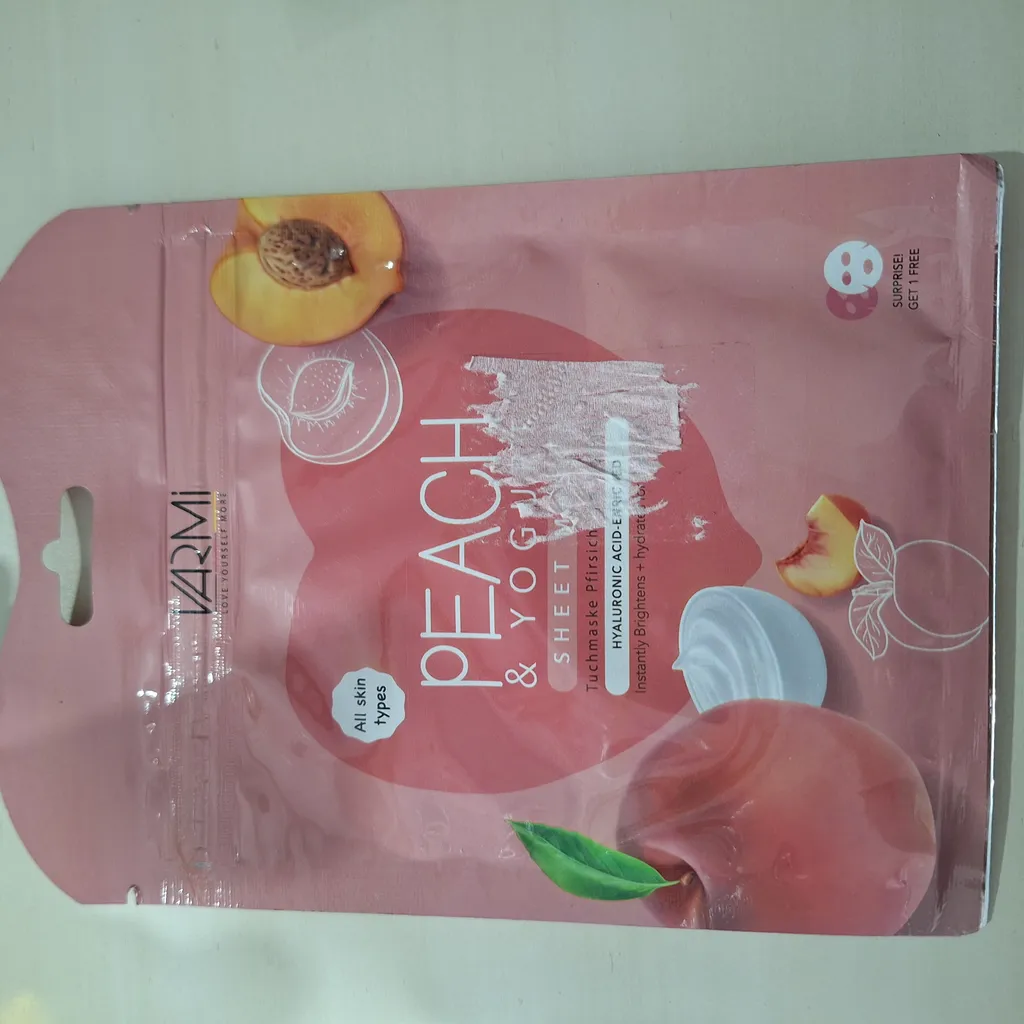 VARMi
LOVE YOURSELF MORE
All skin
types
PEACH
& YOGU
SHEET
Tuchmaske Pfirsich
HYALURONIC ACID-ENRICHED
Instantly Brightens + hydrates
SURPRISE!
GET 1 FREE